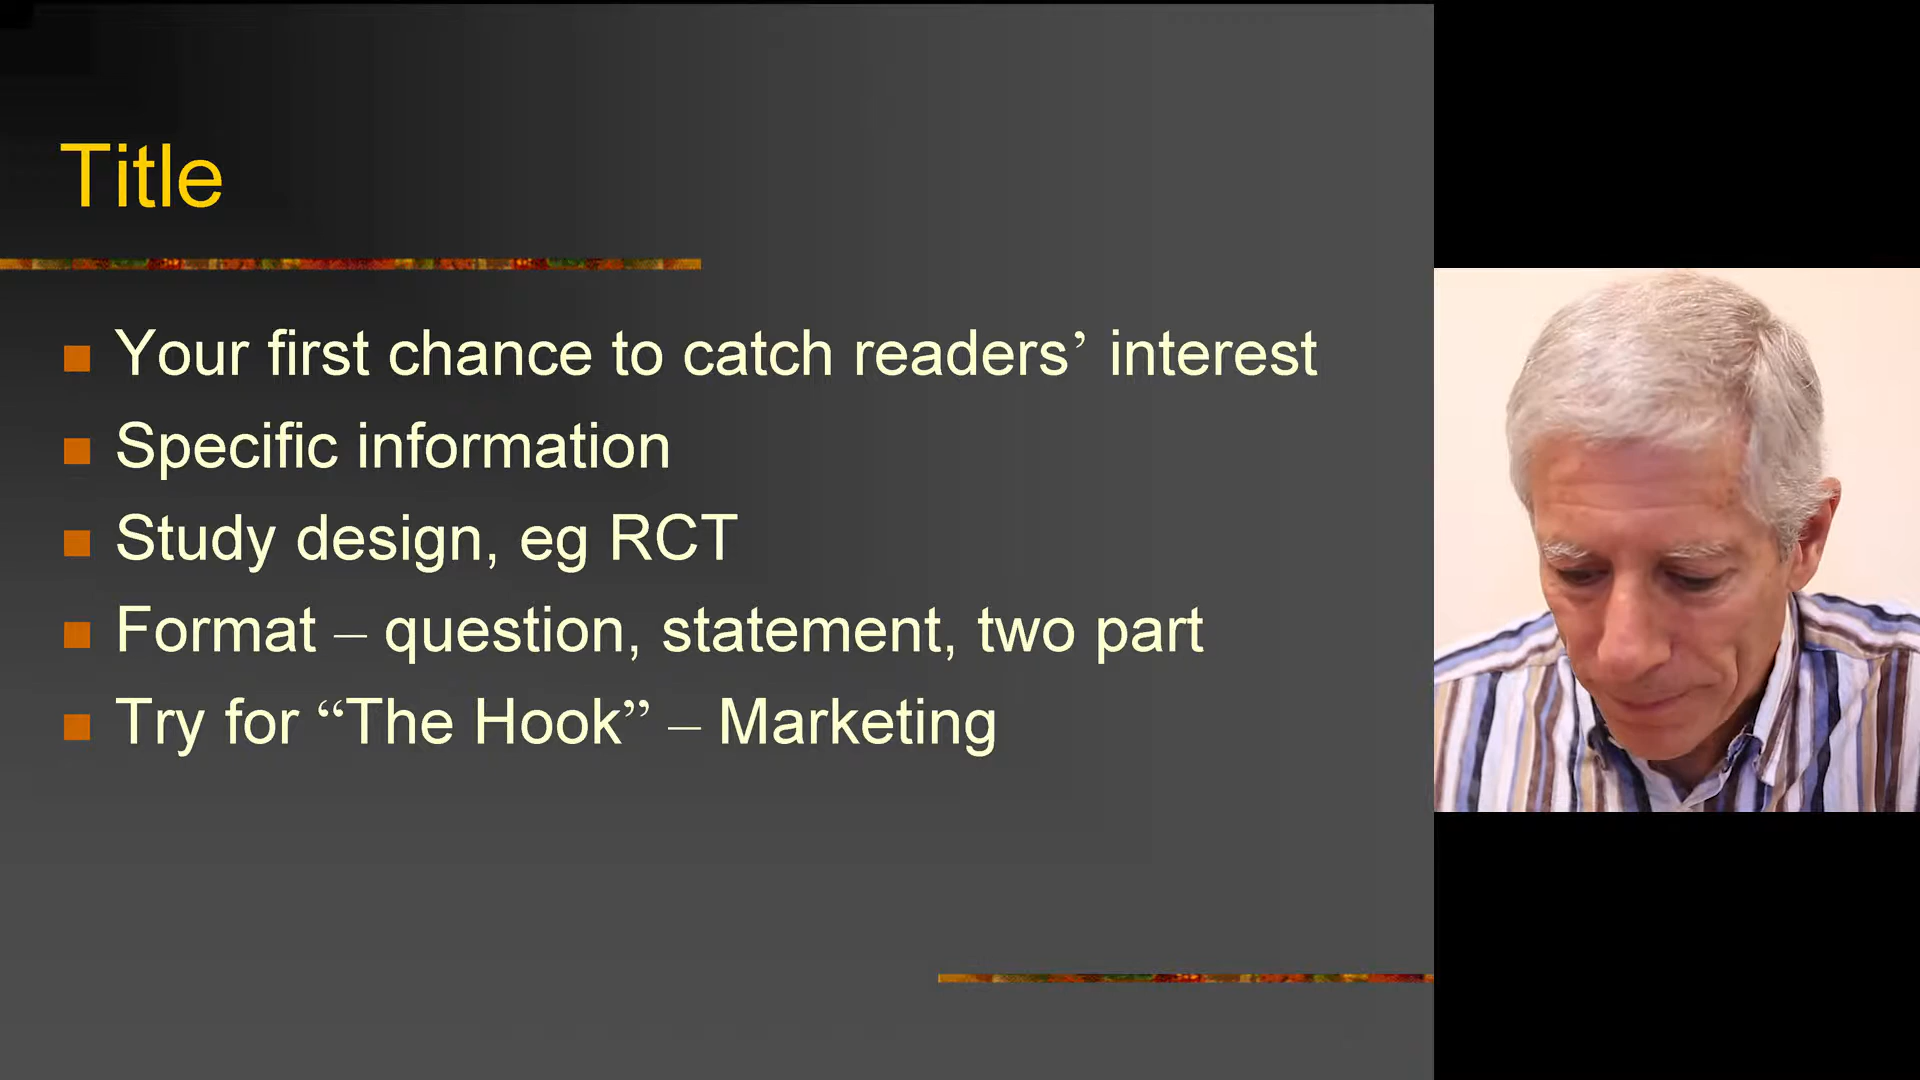 Title
Your first chance to catch readers’ interest
Specific information
Study design, eg RCT
Format – question, statement, two part
Try for “The Hook” – Marketing